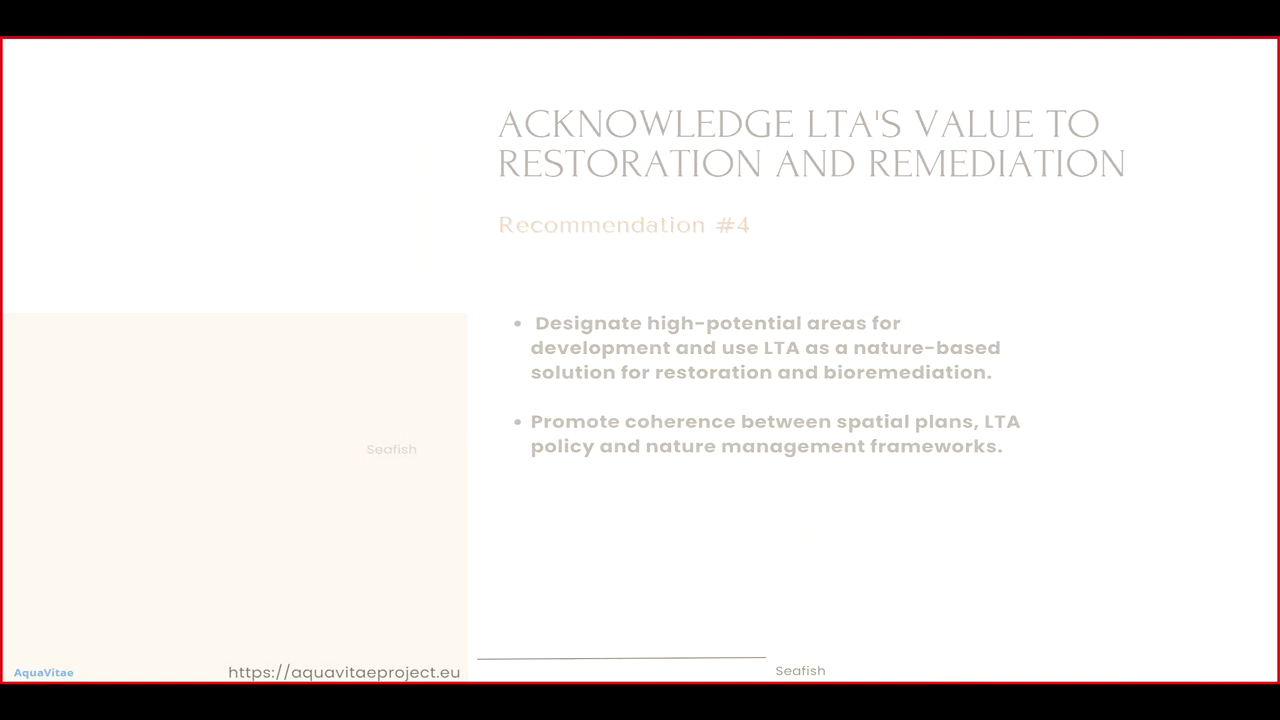 ACKNOWLEDGE LTA'S VALUE TO
RESTORATION AND REMEDIATION
Recommendation #4
• Designate high-potential areas for
development and use LTA as a nature-based
solution for restoration and bioremediation.
• Promote coherence between spatial plans, LTA
policy and nature management frameworks.
Seafish
AquaVitae
https://aquavitaeproject.eu
Seafish